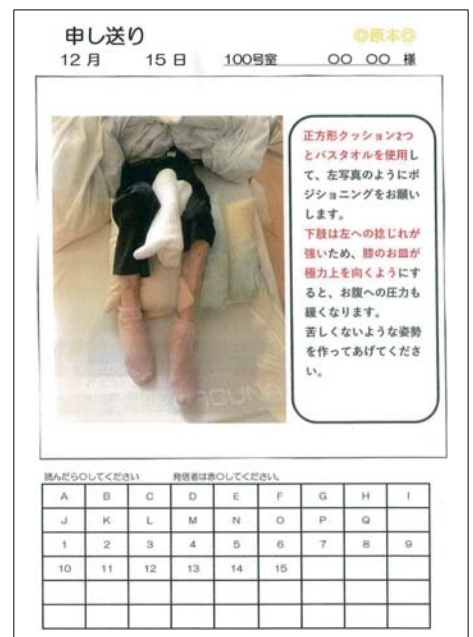 申し送り ◎原本◎
12 月 15 日 100号室 〇〇 〇〇 様
正方形クッション2つ
とバスタオルを使用し
て、左写真のようにポ
ジショニングをお願い
します。
下肢は左への捻じれが
強いため、膝のお皿が
極力上を向くようにす
ると、お腹への圧力も
緩くなります。
苦しくないような姿勢
を作ってあげてくださ
い。
読んだら〇してください 発信者は赤〇してください。
A B C D E F G H I
J K L M N O P Q
1 2 3 4 5 6 7 8 9
10 11 12 13 14 15